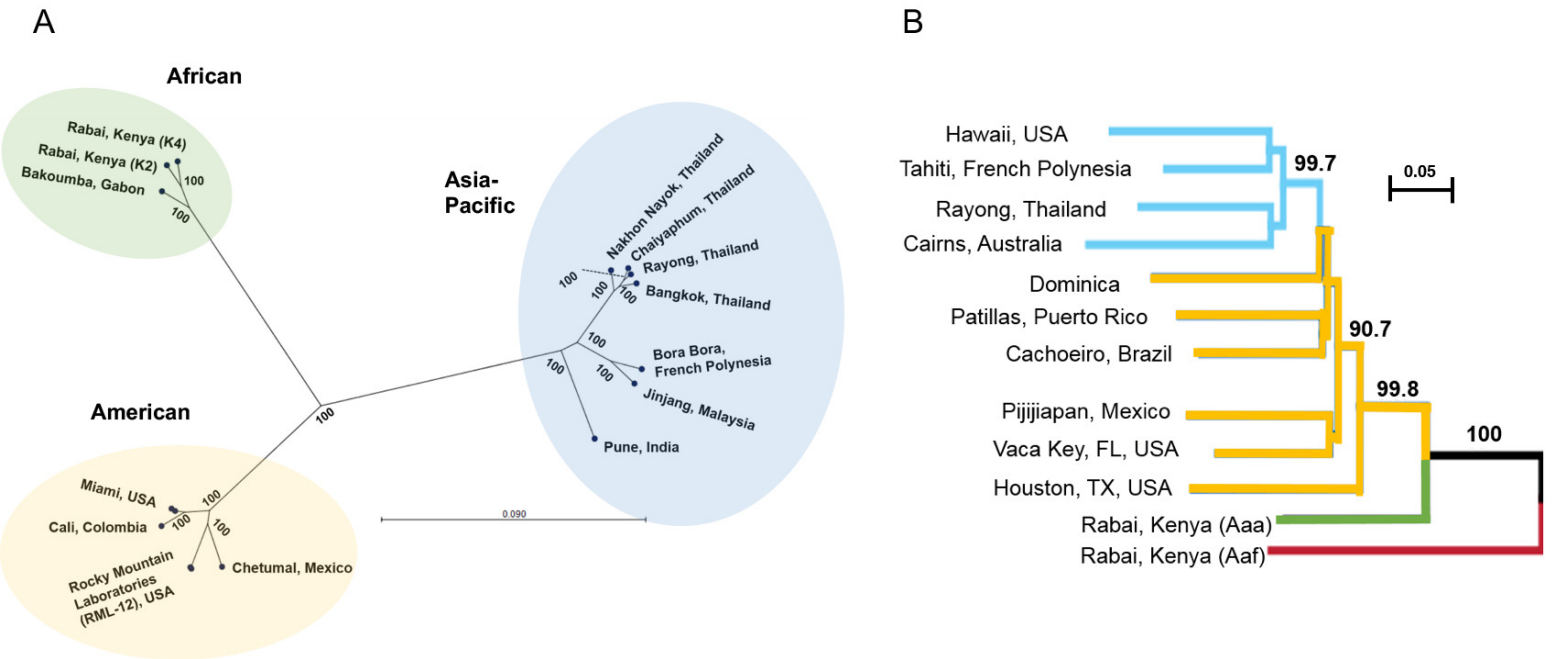 A
African
Rabai, Kenya (K4)
Rabai, Kenya (K2)
Bakoumba, Gabon
100
100
Asia-
Pacific
Nakhon Nayok, Thailand
Chaiyaphum, Thailand
Rayong, Thailand
Bangkok, Thailand
100
100
100
100
Bora Bora,
French Polynesia
100
100
Jinjang, Malaysia
Pune, India
100
American
Miami, USA
100
Cali, Colombia
100
100
Rocky Mountain
Laboratories
(RML-12), USA
Chetumal, Mexico
0.090
B
Hawaii, USA
Tahiti, French Polynesia
99.7
0.05
Rayong, Thailand
Cairns, Australia
Dominica
Patillas, Puerto Rico
90.7
Cachoeiro, Brazil
99.8
Pijijiapan, Mexico
100
Vaca Key, FL, USA
Houston, TX, USA
Rabai, Kenya (Aaa)
Rabai, Kenya (Aaf)